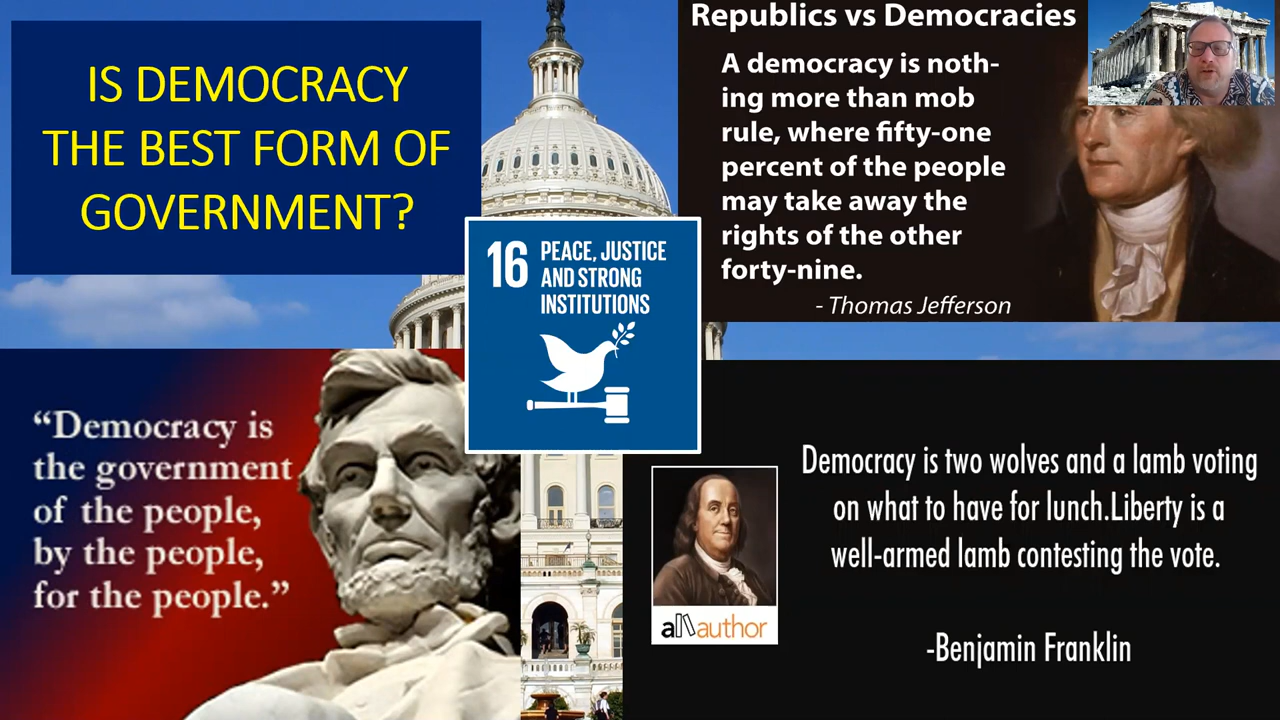 IS DEMOCRACY
THE BEST FORM OF
GOVERNMENT?
Republics vs Democracies
A democracy is noth-
ing more than mob
rule, where fifty-one
percent of the people
may take away the
rights of the other
forty-nine.
- Thomas Jefferson
16 PEACE, JUSTICE
AND STRONG
INSTITUTIONS
“Democracy is
the government
of the people,
by the people,
for the people.”
Democracy is two wolves and a lamb voting
on what to have for lunch.Liberty is a
well-armed lamb contesting the vote.
allauthor
-Benjamin Franklin